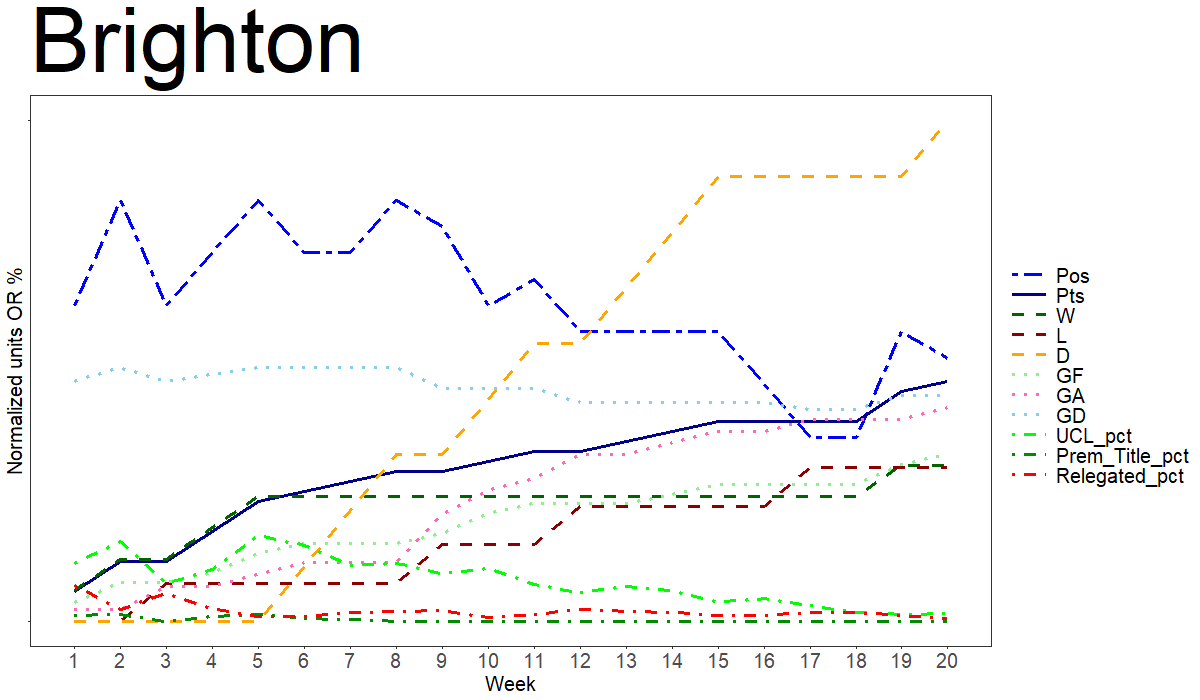 Brighton
Normalized units OR %
Pos
Pts
W
L
D
GF
GA
GD
UCL_pct
Prem_Title_pct
Relegated_pct
1 2 3 4 5 6 7 8 9 10 11 12 13 14 15 16 17 18 19 20
Week